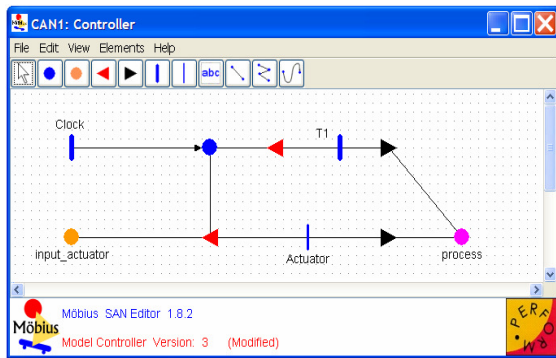 CAN1: Controller
File Edit View Elements Help
abc
Clock
T1
input_actuator
Actuator
process
Möbius SAN Editor 1.8.2
Möbius
Model Controller Version: 3 (Modified)
PERFORM